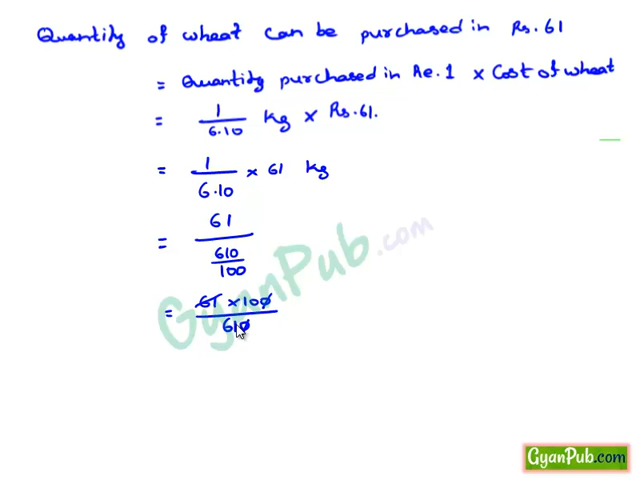 Quantity of wheat can be purchased in Rs. 61
= Quantity purchased in Re. 1 × Cost of wheat
= 1/6.10 kg × Rs. 61.
= 1/6.10 × 61 kg
= 61/(610/100)
= 61 × 100/610
GyanPub.com
GyanPub.com